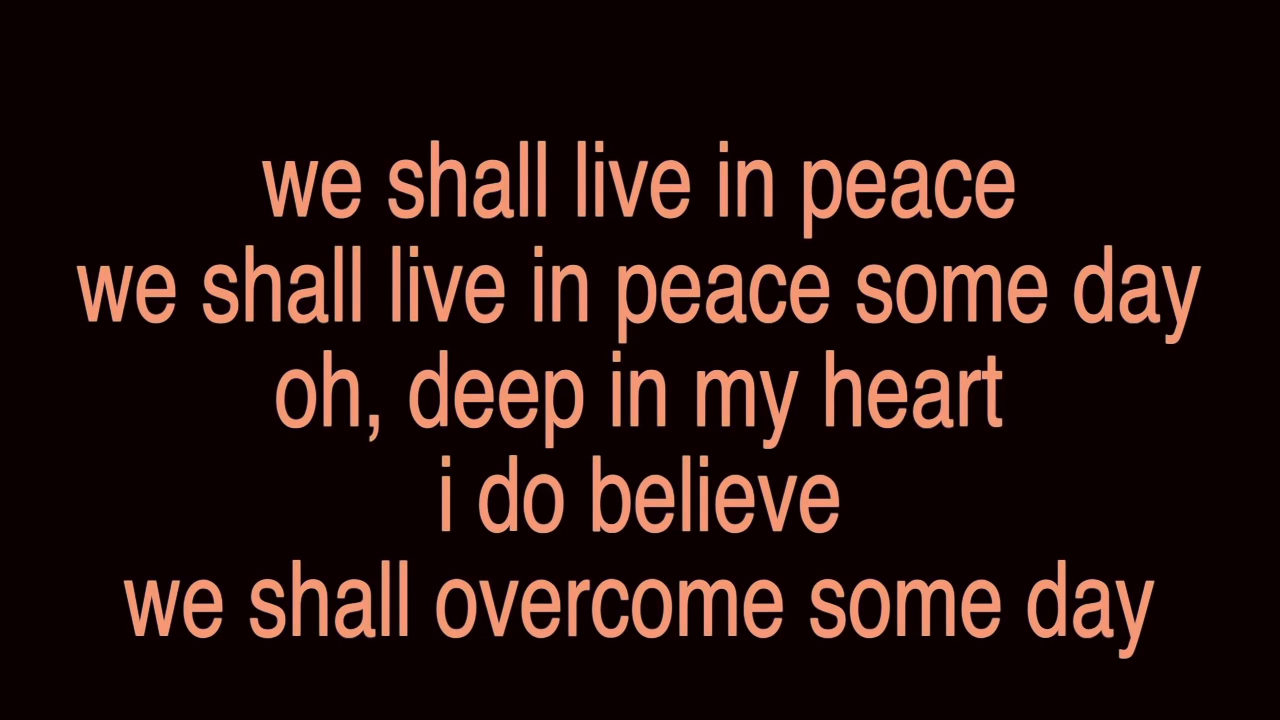 we shall live in peace
we shall live in peace some day
oh, deep in my heart
i do believe
we shall overcome some day